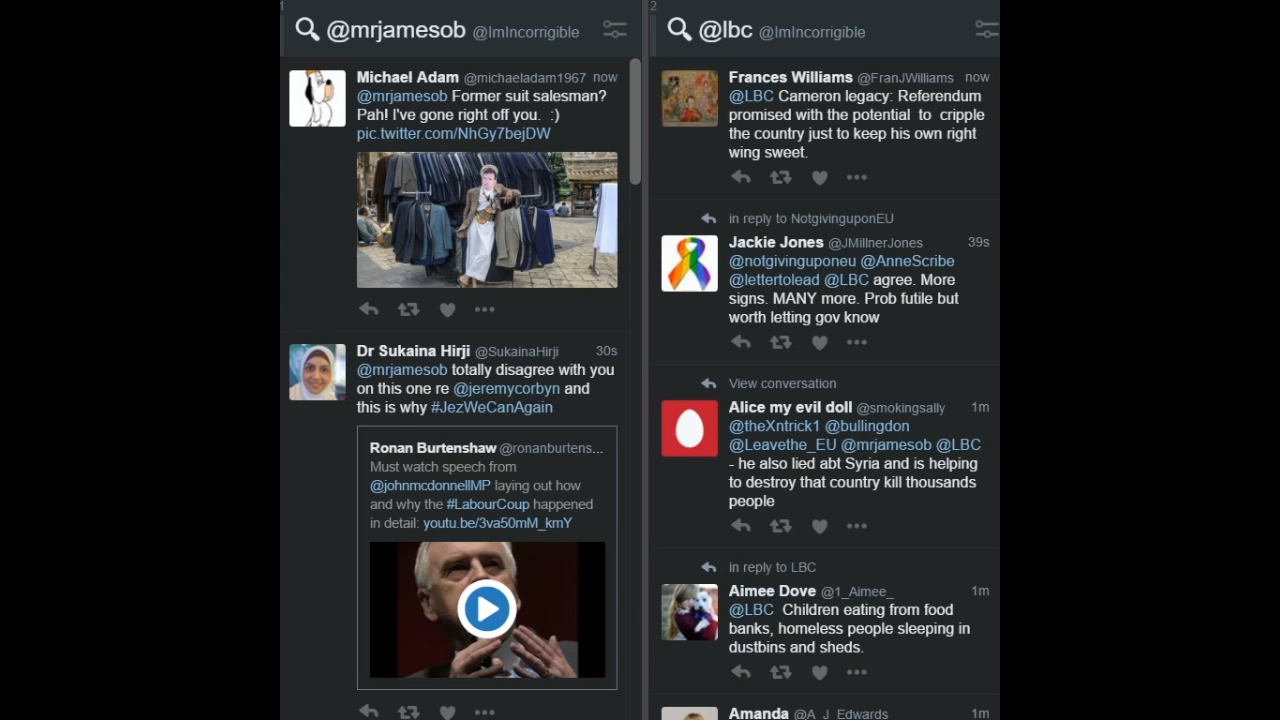 1
@mrjamesob @ImIncorrigible
Michael Adam @michaeladam1967 now
@mrjamesob Former suit salesman?
Pah! I've gone right off you. :)
pic.twitter.com/NhGy7bejDW
Dr Sukaina Hirji @SukainaHirji 30s
@mrjamesob totally disagree with you
on this one re @jeremycorbyn and
this is why #JezWeCanAgain
Ronan Burtenshaw @ronanburtens...
Must watch speech from
@johnmcdonnellMP laying out how
and why the #LabourCoup happened
in detail: youtu.be/3va50mM_kmY
2
@lbc @ImIncorrigible
Frances Williams @FranJWilliams now
@LBC Cameron legacy: Referendum
promised with the potential to cripple
the country just to keep his own right
wing sweet.
in reply to NotgivinguponEU
Jackie Jones @JMillnerJones 39s
@notgivinguponeu @AnneScribe
@lettertolead @LBC agree. More
signs. MANY more. Prob futile but
worth letting gov know
View conversation
Alice my evil doll @smokingsally 1m
@theXntrick1 @bullingdon
@Leavethe_EU @mrjamesob @LBC
- he also lied abt Syria and is helping
to destroy that country kill thousands
people
in reply to LBC
Aimee Dove @1_Aimee_ 1m
@LBC Children eating from food
banks, homeless people sleeping in
dustbins and sheds.
Amanda @A_J_Edwards 1m